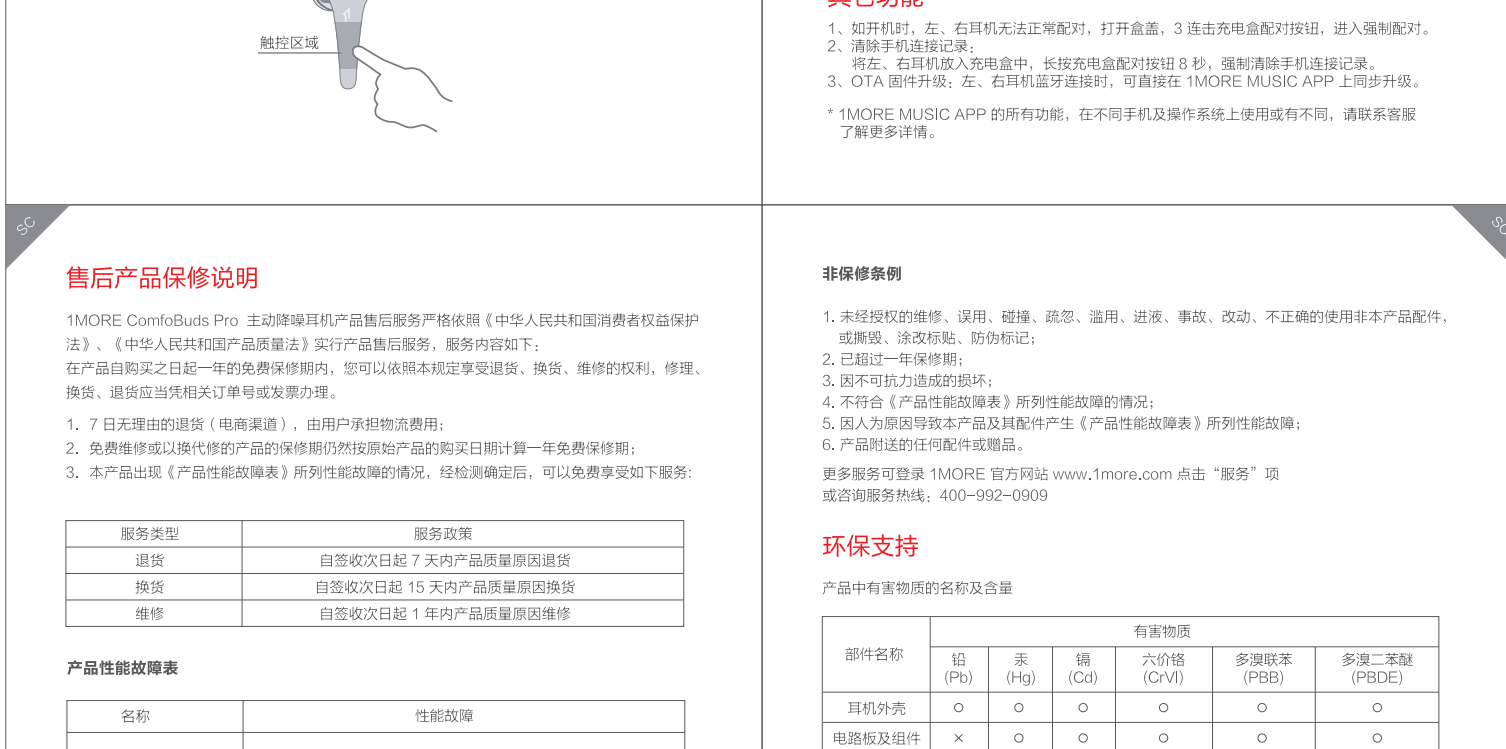 触控区域
其它功能
1、如开机时，左、右耳机无法正常配对，打开盒盖，3 连击充电盒配对按钮，进入强制配对。
2、清除手机连接记录：
将左、右耳机放入充电盒中，长按充电盒配对按钮 8 秒，强制清除手机连接记录。
3、OTA 固件升级：左、右耳机蓝牙连接时，可直接在 1MORE MUSIC APP 上同步升级。
* 1MORE MUSIC APP 的所有功能，在不同手机及操作系统上使用或有不同，请联系客服
了解更多详情。
SC
售后产品保修说明
1MORE ComfoBuds Pro 主动降噪耳机产品售后服务严格依照《中华人民共和国消费者权益保护
法》、《中华人民共和国产品质量法》实行产品售后服务，服务内容如下：
在产品自购买之日起一年的免费保修期内，您可以依照本规定享受退货、换货、维修的权利，修理、
换货、退货应当凭相关订单号或发票办理。
1. 7 日无理由的退货（电商渠道），由用户承担物流费用；
2. 免费维修或以换代修的产品的保修期仍然按原始产品的购买日期计算一年免费保修期；
3. 本产品出现《产品性能故障表》所列性能故障的情况，经检测确定后，可以免费享受如下服务:
服务类型 服务政策
退货 自签收次日起 7 天内产品质量原因退货
换货 自签收次日起 15 天内产品质量原因换货
维修 自签收次日起 1 年内产品质量原因维修
产品性能故障表
名称 性能故障
SC
非保修条例
1. 未经授权的维修、误用、碰撞、疏忽、滥用、进液、事故、改动、不正确的使用非本产品配件，
或撕毁、涂改标贴、防伪标记；
2. 已超过一年保修期；
3. 因不可抗力造成的损坏；
4. 不符合《产品性能故障表》所列性能故障的情况；
5. 因人为原因导致本产品及其配件产生《产品性能故障表》所列性能故障；
6. 产品附送的任何配件或赠品。
更多服务可登录 1MORE 官方网站 www.1more.com 点击“服务”项
或咨询服务热线：400-992-0909
环保支持
产品中有害物质的名称及含量
部件名称 有害物质
铅 汞 镉 六价铬 多溴联苯 多溴二苯醚
(Pb) (Hg) (Cd) (CrVI) (PBB) (PBDE)
耳机外壳 ○ ○ ○ ○ ○ ○
电路板及组件 × ○ ○ ○ ○ ○